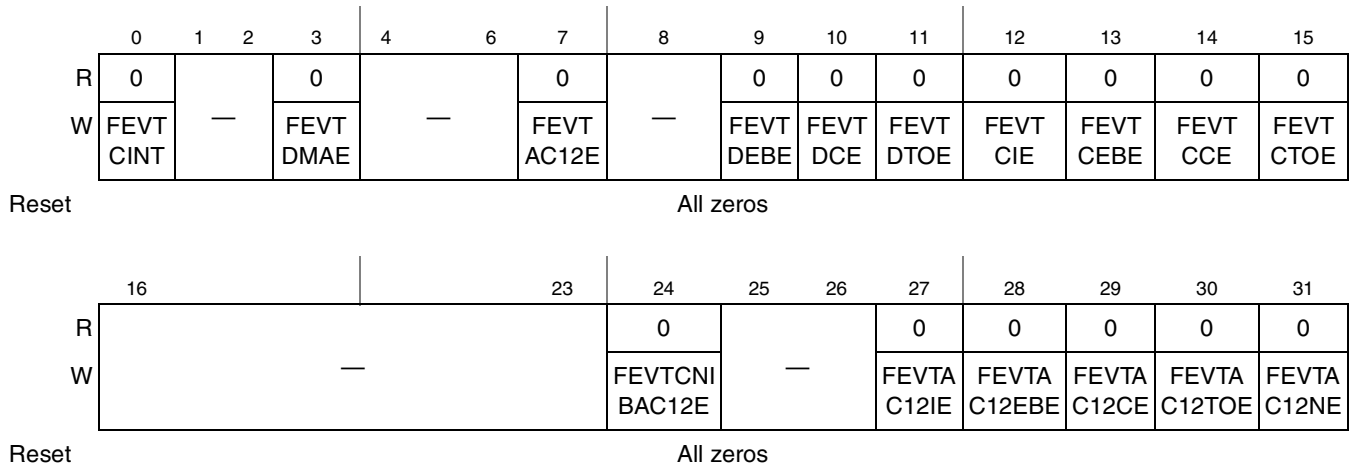 0 1 2 3 4 6 7 8 9 10 11 12 13 14 15
R 0 0 0 0 0 0 0 0 0 0
W FEVT — FEVT — FEVT — FEVT FEVT FEVT FEVT FEVT FEVT FEVT
CINT DMAE AC12E DEBE DCE DTOE CIE CEBE CCE CTOE
Reset All zeros
16 23 24 25 26 27 28 29 30 31
R 0 0 0 0 0 0
W — FEVTCNI — FEVTA FEVTA FEVTA FEVTA FEVTA
BAC12E C12IE C12EBE C12CE C12TOE C12NE
Reset All zeros